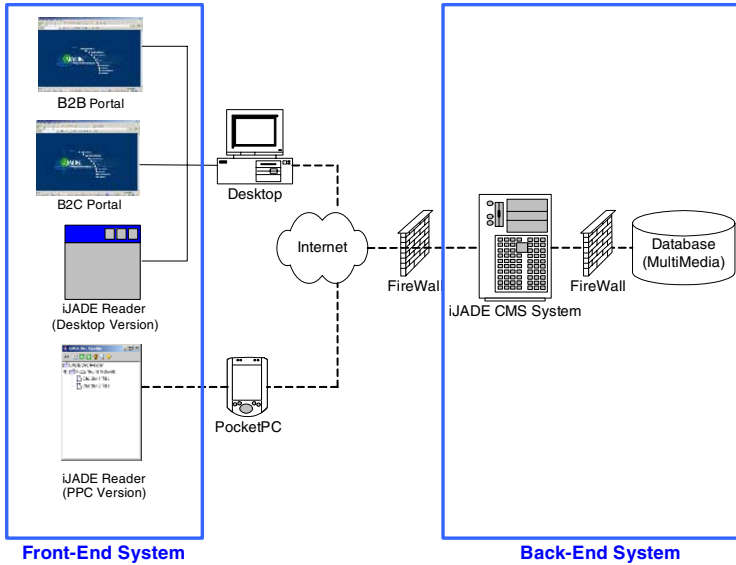 B2B Portal
B2C Portal
iJADE Reader
(Desktop Version)
iJADE Reader
(PPC Version)
Desktop
Internet
PocketPC
FireWall
iJADE CMS System
FireWall
Database
(MultiMedia)
Front-End System
Back-End System